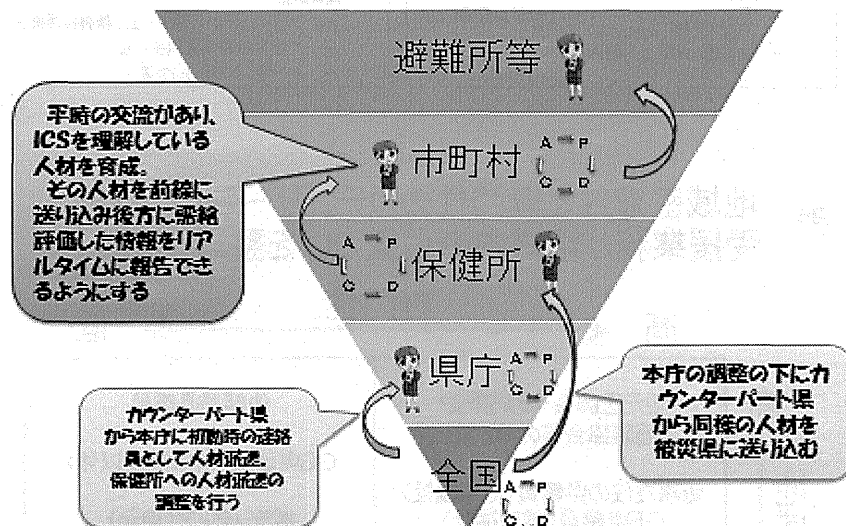 避難所等
平時の交流があり、
ICSを理解している
人材を育成。
その人材を前線に
送り込み後方に連絡
評価した情報をリア
ルタイムに報告でき
るようにする
市町村
A P
C D
A P
C D
保健所
県庁
A P
C D
カウンターパート県
から本庁に初動時の連絡
員として人材派遣。
保健所への人材派遣の
調整を行う
本庁の調整の下にカ
ウンターパート県
から同様の人材を
被災県に送り込む
全国
A P
C D